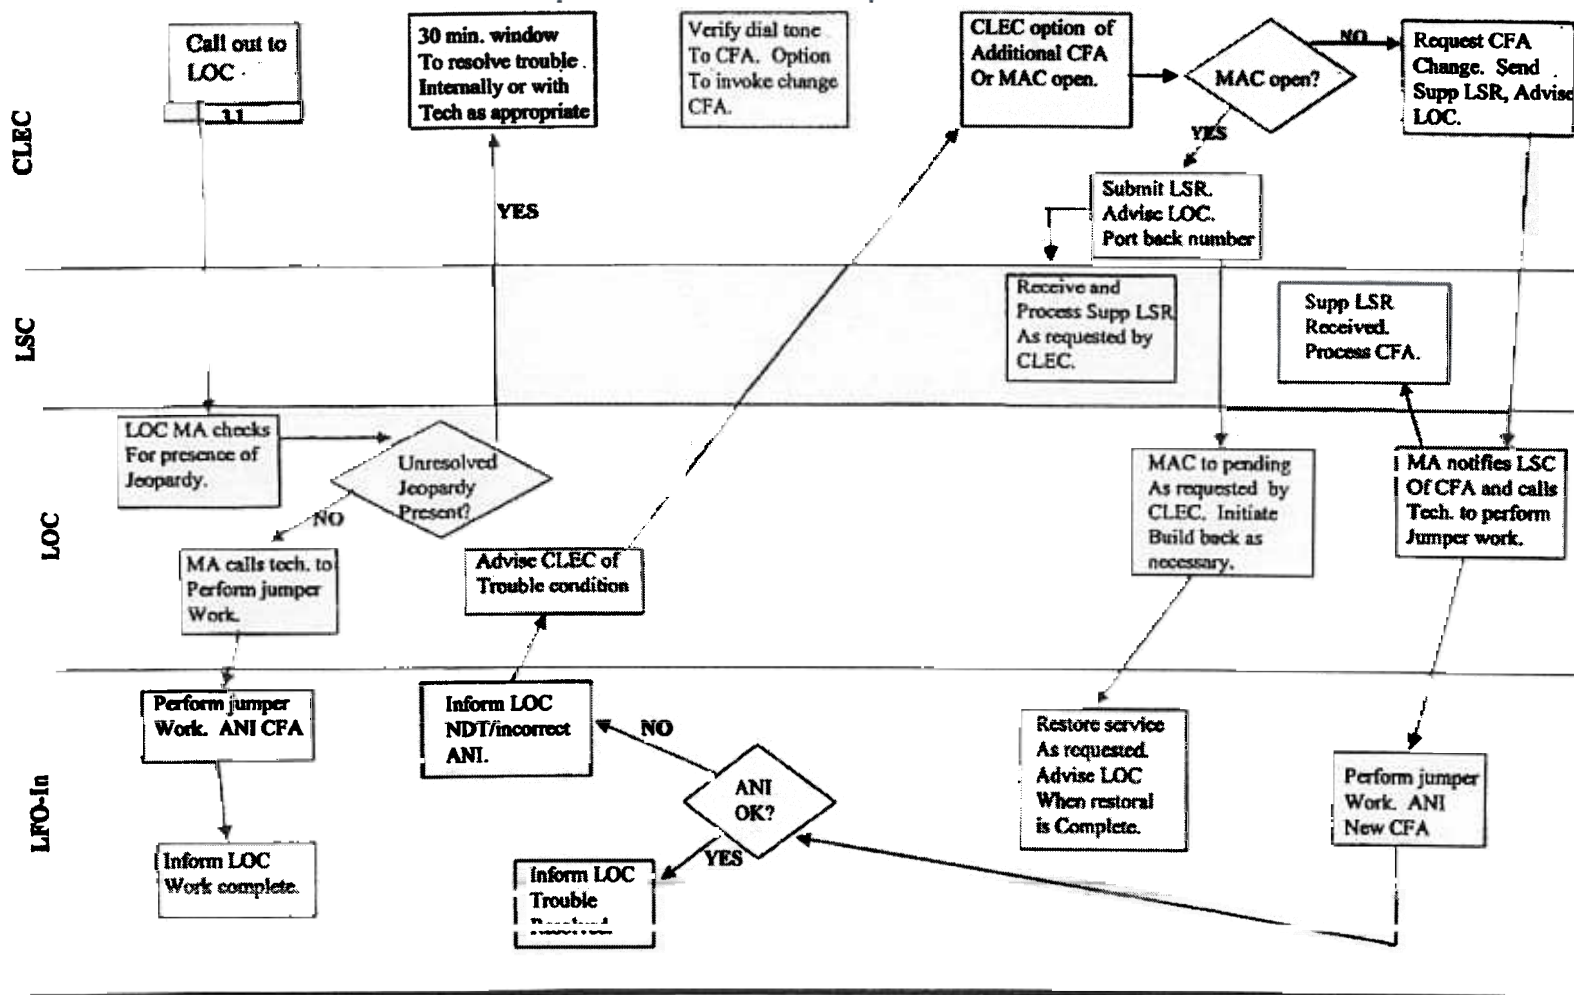 CLEC
Call out to
LOC
3.1
30 min. window
To resolve trouble
Internally or with
Tech as appropriate
Verify dial tone
To CFA. Option
To invoke change
CFA.
CLEC option of
Additional CFA
Or MAC open.
MAC open?
NO
Request CFA
Change. Send
Supp LSR, Advise
LOC.
YES
Submit LSR.
Advise LOC.
Port back number
YES
LSC
Receive and
Process Supp LSR
As requested by
CLEC.
Supp LSR
Received.
Process CFA.
LOC
LOC MA checks
For presence of
Jeopardy.
Unresolved
Jeopardy
Present?
NO
MA calls tech. to
Perform jumper
Work.
Advise CLEC of
Trouble condition
MAC to pending
As requested by
CLEC. Initiate
Build back as
necessary.
MA notifies LSC
Of CFA and calls
Tech. to perform
Jumper work.
LFO-In
Perform jumper
Work. ANI CFA
Inform LOC
Work complete.
Inform LOC
NDT/incorrect
ANI.
NO
ANI
OK?
YES
Inform LOC
Trouble
Resolved.
Restore service
As requested.
Advise LOC
When restoral
is Complete.
Perform jumper
Work. ANI
New CFA